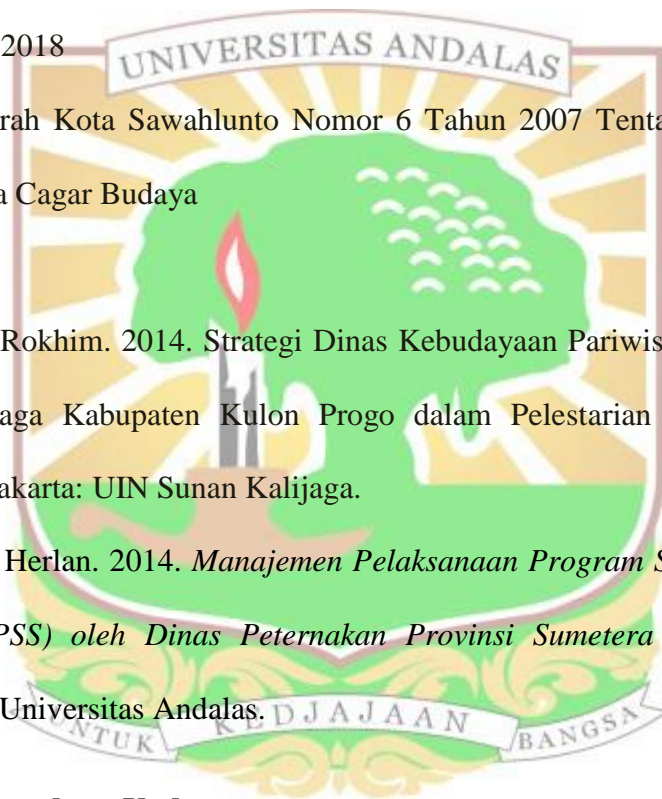 2018
UNIVERSITAS ANDALAS
rah Kota Sawahlunto Nomor 6 Tahun 2007 Tenta
a Cagar Budaya
Rokhim. 2014. Strategi Dinas Kebudayaan Pariwis
aga Kabupaten Kulon Progo dalam Pelestarian
akarta: UIN Sunan Kalijaga.
Herlan. 2014. Manajemen Pelaksanaan Program S
PSS) oleh Dinas Peternakan Provinsi Sumetera
Universitas Andalas.
UNTUK KEDJAJAAN BANGSA